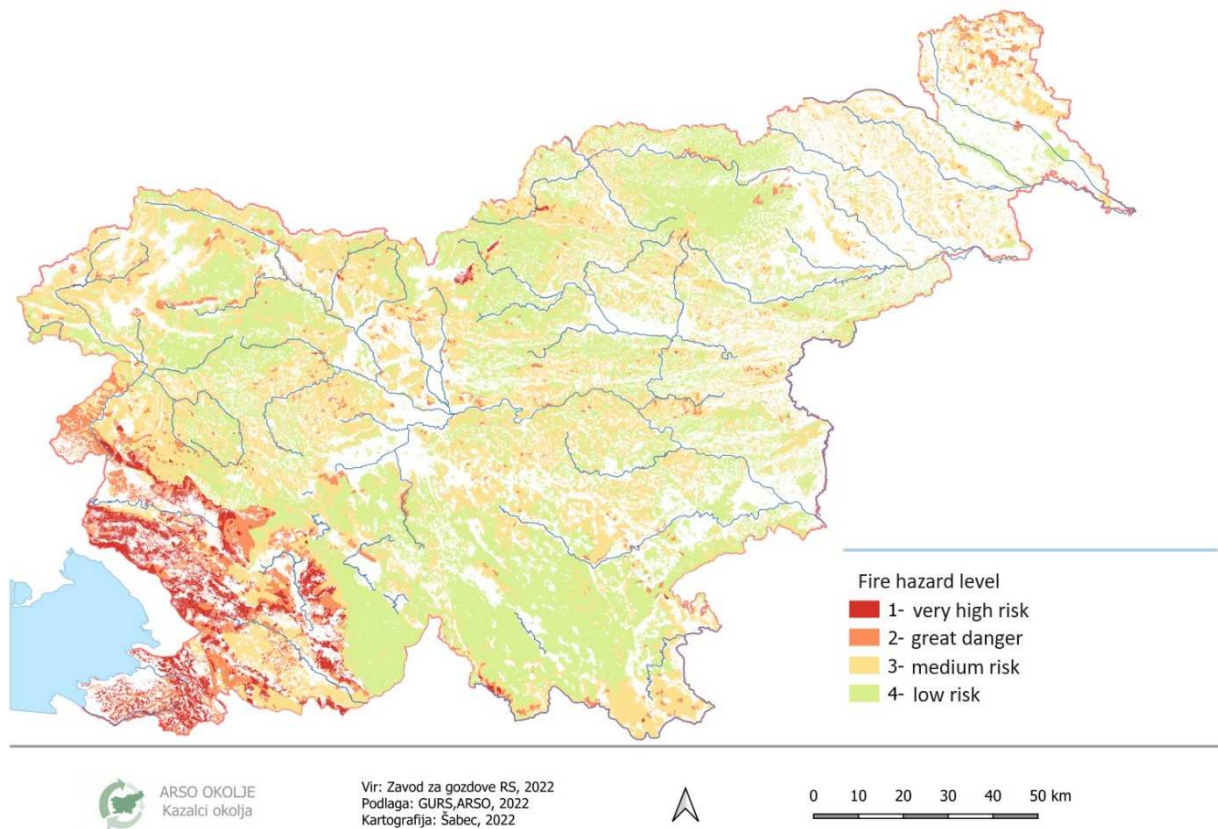 Fire hazard level
1- very high risk
2- great danger
3- medium risk
4- low risk
ARSO OKOLJE
Kazalci okolja
Vir: Zavod za gozdove RS, 2022
Podlaga: GURS,ARSO, 2022
Kartografija: Šabec, 2022
0 10 20 30 40 50 km